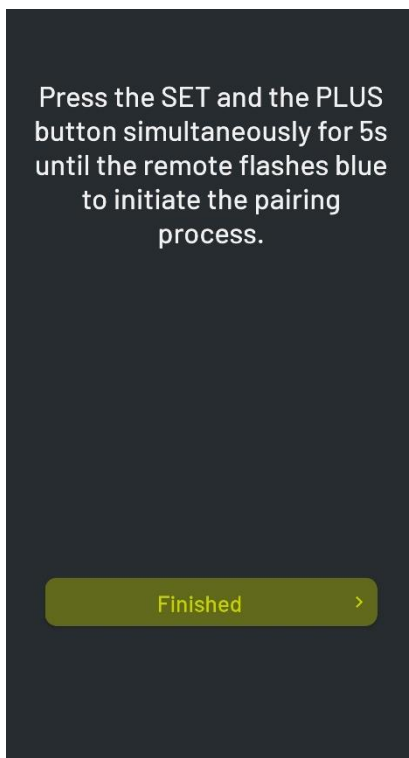 Press the SET and the PLUS
button simultaneously for 5s
until the remote flashes blue
to initiate the pairing
process.
Finished